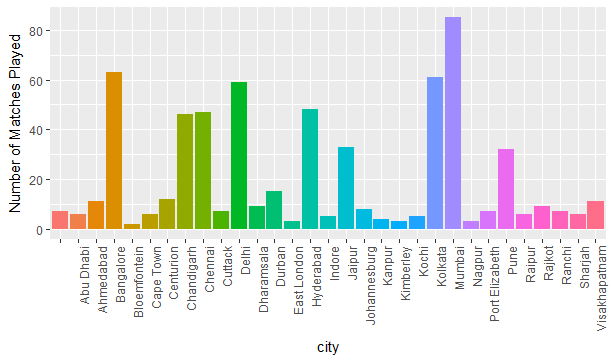 Number of Matches Played
80
60
40
20
0
Abu Dhabi
Ahmedabad
Bangalore
Bloemfontein
Cape Town
Centurion
Chandigarh
Chennai
Cuttack
Delhi
Dharamsala
Durban
East London
Hyderabad
Indore
Jaipur
Johannesburg
Kanpur
Kimberley
Kochi
Kolkata
Mumbai
Nagpur
Port Elizabeth
Pune
Raipur
Rajkot
Ranchi
Sharjah
Visakhapatnam
city